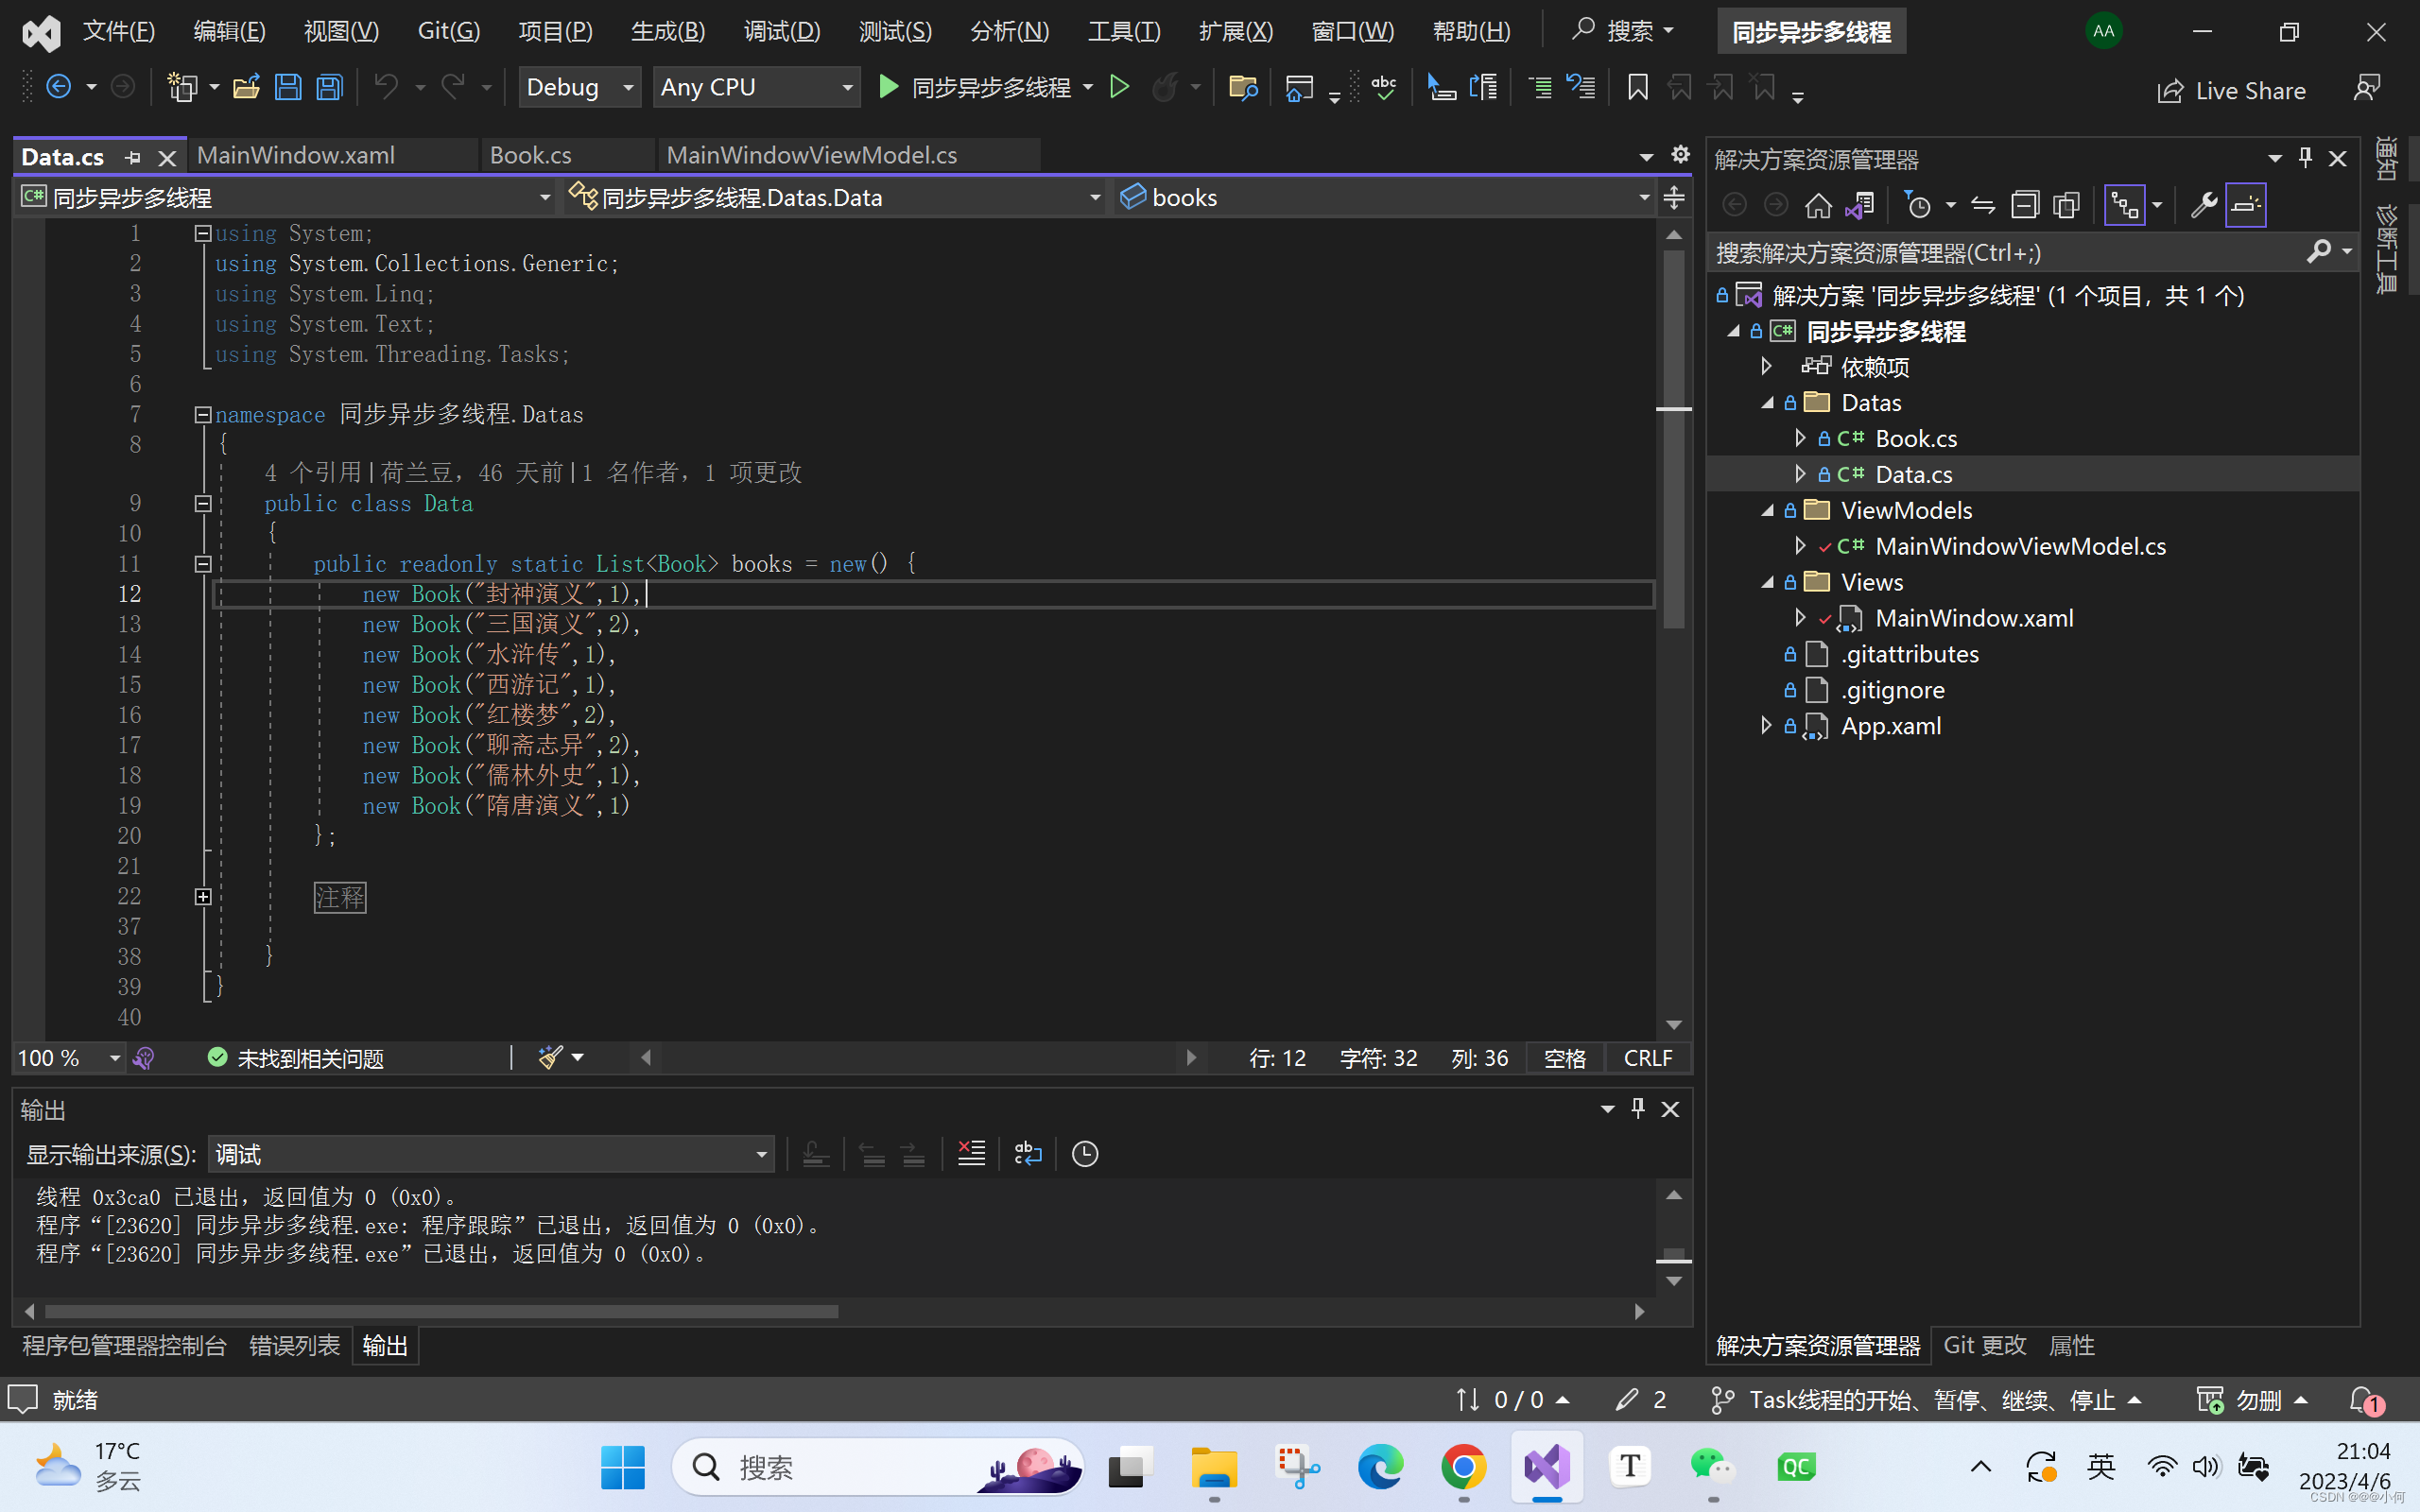 文件(F) 编辑(E) 视图(V) Git(G) 项目(P) 生成(B) 调试(D) 测试(S) 分析(N) 工具(T) 扩展(X) 窗口(W) 帮助(H) 搜索 同步异步多线程 AA
Debug Any CPU 同步异步多线程 abc Live Share
Data.cs MainWindow.xaml Book.cs MainWindowViewModel.cs
C# 同步异步多线程 同步异步多线程.Datas.Data books
1 using System;
2 using System.Collections.Generic;
3 using System.Linq;
4 using System.Text;
5 using System.Threading.Tasks;
6
7 namespace 同步异步多线程.Datas
8 {
4 个引用|荷兰豆，46 天前|1 名作者，1 项更改
9 public class Data
10 {
11 public readonly static List<Book> books = new() {
12 new Book("封神演义",1),
13 new Book("三国演义",2),
14 new Book("水浒传",1),
15 new Book("西游记",1),
16 new Book("红楼梦",2),
17 new Book("聊斋志异",2),
18 new Book("儒林外史",1),
19 new Book("隋唐演义",1)
20 };
21
22 注释
37
38 }
39 }
40
100 % 未找到相关问题 行: 12 字符: 32 列: 36 空格 CRLF
输出
显示输出来源(S): 调试
线程 0x3ca0 已退出，返回值为 0 (0x0)。
程序“[23620] 同步异步多线程.exe: 程序跟踪”已退出，返回值为 0 (0x0)。
程序“[23620] 同步异步多线程.exe”已退出，返回值为 0 (0x0)。
程序包管理器控制台 错误列表 输出
解决方案资源管理器
搜索解决方案资源管理器(Ctrl+;)
解决方案 '同步异步多线程' (1 个项目，共 1 个)
C# 同步异步多线程
依赖项
Datas
C# Book.cs
C# Data.cs
ViewModels
C# MainWindowViewModel.cs
Views
MainWindow.xaml
.gitattributes
.gitignore
App.xaml
解决方案资源管理器 Git 更改 属性
通知
诊断工具
就绪 0 / 0 2 Task线程的开始、暂停、继续、停止 勿删 1
17°C
多云
搜索
T
QC
英
21:04
2023/4/6
CSDN @@@小何